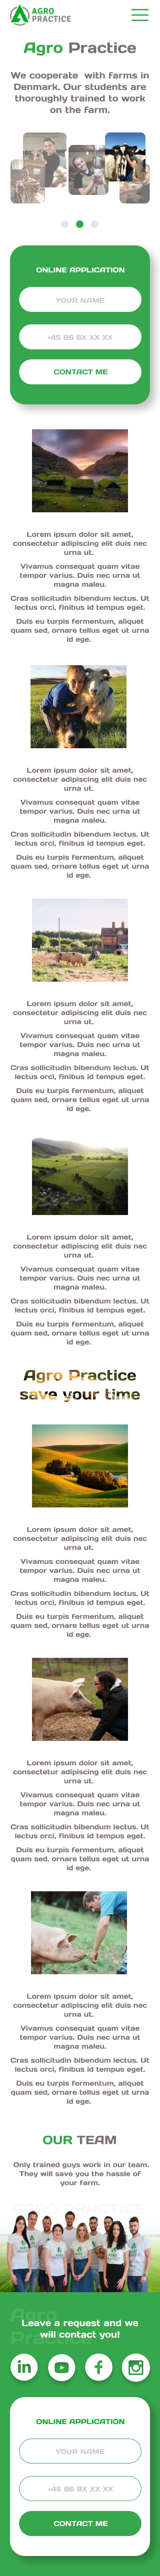 AGRO
PRACTICE
Agro Practice
We cooperate with farms in
Denmark. Our students are
thoroughly trained to work
on the farm.
ONLINE APPLICATION
YOUR NAME
+45 86 8X XX XX
CONTACT ME
Lorem ipsum dolor sit amet,
consectetur adipiscing elit duis nec
urna ut.
Vivamus consequat quam vitae
tempor varius. Duis nec urna ut
magna maleu.
Cras sollicitudin bibendum lectus. Ut
lectus orci, finibus id tempus eget.
Duis eu turpis fermentum, aliquet
quam sed, ornare tellus eget ut urna
id ege.
Lorem ipsum dolor sit amet,
consectetur adipiscing elit duis nec
urna ut.
Vivamus consequat quam vitae
tempor varius. Duis nec urna ut
magna maleu.
Cras sollicitudin bibendum lectus. Ut
lectus orci, finibus id tempus eget.
Duis eu turpis fermentum, aliquet
quam sed, ornare tellus eget ut urna
id ege.
Lorem ipsum dolor sit amet,
consectetur adipiscing elit duis nec
urna ut.
Vivamus consequat quam vitae
tempor varius. Duis nec urna ut
magna maleu.
Cras sollicitudin bibendum lectus. Ut
lectus orci, finibus id tempus eget.
Duis eu turpis fermentum, aliquet
quam sed, ornare tellus eget ut urna
id ege.
Lorem ipsum dolor sit amet,
consectetur adipiscing elit duis nec
urna ut.
Vivamus consequat quam vitae
tempor varius. Duis nec urna ut
magna maleu.
Cras sollicitudin bibendum lectus. Ut
lectus orci, finibus id tempus eget.
Duis eu turpis fermentum, aliquet
quam sed, ornare tellus eget ut urna
id ege.
Agro Practice
save your time
Lorem ipsum dolor sit amet,
consectetur adipiscing elit duis nec
urna ut.
Vivamus consequat quam vitae
tempor varius. Duis nec urna ut
magna maleu.
Cras sollicitudin bibendum lectus. Ut
lectus orci, finibus id tempus eget.
Duis eu turpis fermentum, aliquet
quam sed, ornare tellus eget ut urna
id ege.
Lorem ipsum dolor sit amet,
consectetur adipiscing elit duis nec
urna ut.
Vivamus consequat quam vitae
tempor varius. Duis nec urna ut
magna maleu.
Cras sollicitudin bibendum lectus. Ut
lectus orci, finibus id tempus eget.
Duis eu turpis fermentum, aliquet
quam sed, ornare tellus eget ut urna
id ege.
Lorem ipsum dolor sit amet,
consectetur adipiscing elit duis nec
urna ut.
Vivamus consequat quam vitae
tempor varius. Duis nec urna ut
magna maleu.
Cras sollicitudin bibendum lectus. Ut
lectus orci, finibus id tempus eget.
Duis eu turpis fermentum, aliquet
quam sed, ornare tellus eget ut urna
id ege.
OUR TEAM
Only trained guys work in our team.
They will save you the hassle of
your farm.
AGRO PRACTICE
Agro
Practice
Leave a request and we
will contact you!
ONLINE APPLICATION
YOUR NAME
+45 86 8X XX XX
CONTACT ME